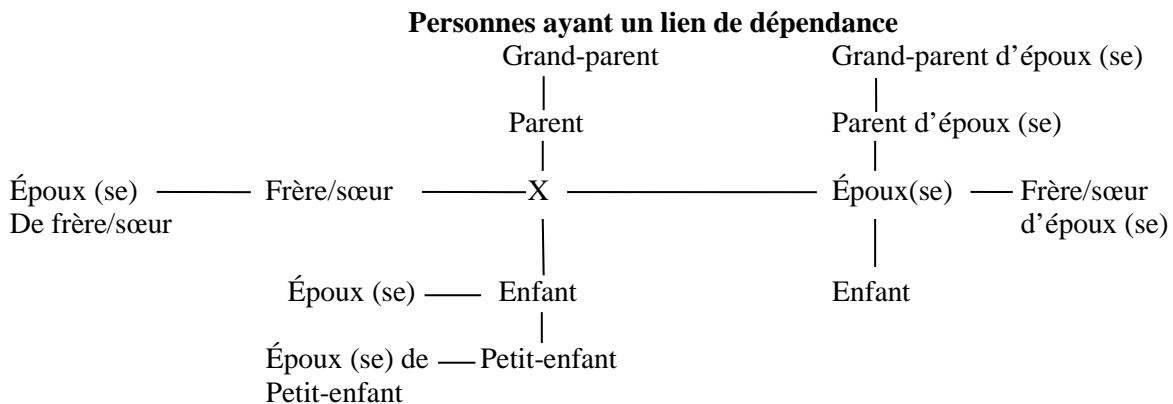 Personnes ayant un lien de dépendance
Grand-parent
Grand-parent d'époux (se)
Parent
Parent d'époux (se)
Époux (se)
De frère/sœur
Frère/sœur
X
Époux(se)
Frère/sœur
d'époux (se)
Époux (se)
Enfant
Enfant
Époux (se) de
Petit-enfant
Petit-enfant